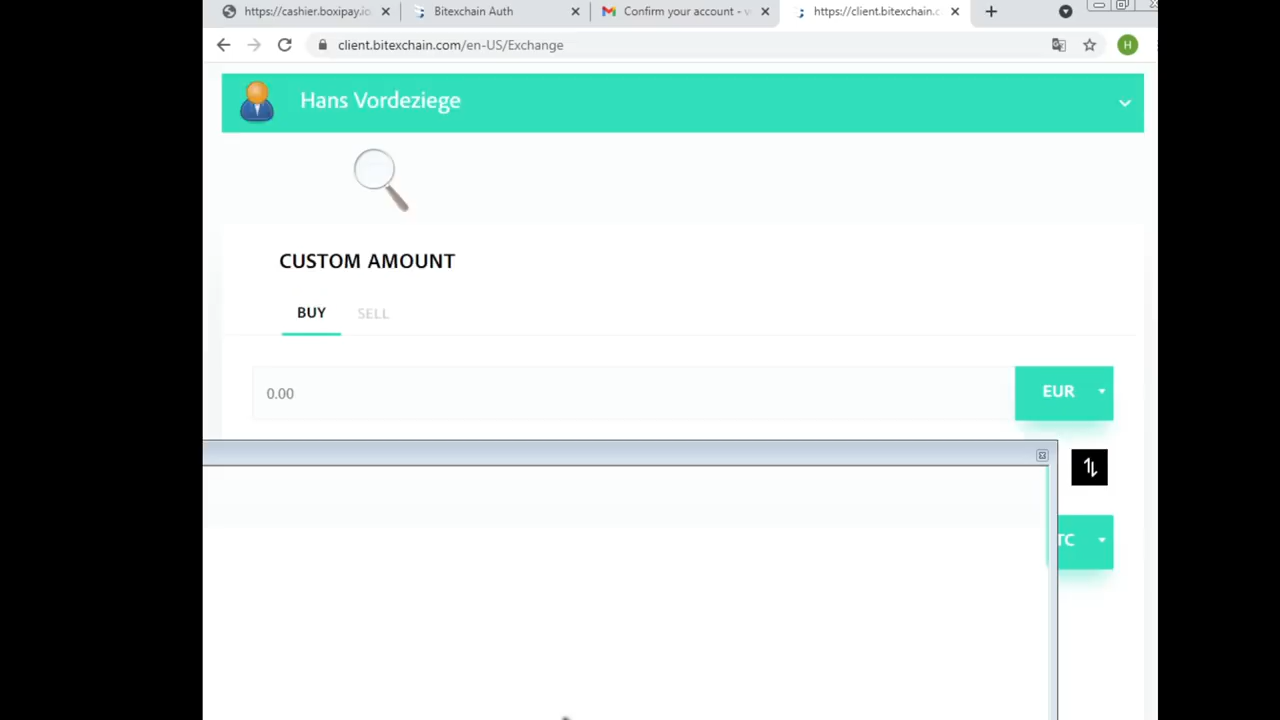 https://cashier.boxipay.io
Bitexchain Auth
Confirm your account -
https://client.bitexchain.c
client.bitexchain.com/en-US/Exchange
H
Hans Vordeziege
CUSTOM AMOUNT
BUY
SELL
0.00
EUR
TC